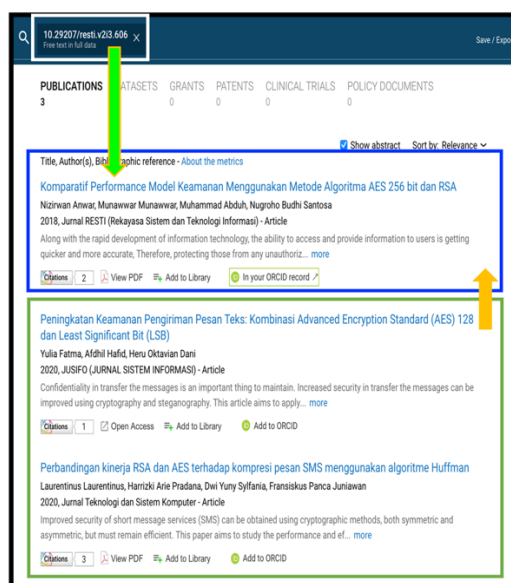 10.29207/resti.v2i3.606 ×
Free text in full data
Save / Expo
PUBLICATIONS DATASETS GRANTS PATENTS CLINICAL TRIALS POLICY DOCUMENTS
3 0 0 0 0
Show abstract Sort by: Relevance
Title, Author(s), Bibliographic reference - About the metrics
Komparatif Performance Model Keamanan Menggunakan Metode Algoritma AES 256 bit dan RSA
Nizirwan Anwar, Munawwar Munawwar, Muhammad Abduh, Nugroho Budhi Santosa
2018, Jurnal RESTI (Rekayasa Sistem dan Teknologi Informasi) - Article
Along with the rapid development of information technology, the ability to access and provide information to users is getting
quicker and more accurate, Therefore, protecting those from any unauthoriz... more
Citations 2 View PDF Add to Library In your ORCID record
Peningkatan Keamanan Pengiriman Pesan Teks: Kombinasi Advanced Encryption Standard (AES) 128
dan Least Significant Bit (LSB)
Yulia Fatma, Afdhil Hafid, Heru Oktavian Dani
2020, JUSIFO (JURNAL SISTEM INFORMASI) - Article
Confidentiality in transfer the messages is an important thing to maintain. Increased security in transfer the messages can be
improved using cryptography and steganography. This article aims to apply... more
Citations 1 Open Access Add to Library Add to ORCID
Perbandingan kinerja RSA dan AES terhadap kompresi pesan SMS menggunakan algoritme Huffman
Laurentinus Laurentinus, Harrizki Arie Pradana, Dwi Yuny Sylfania, Fransiskus Panca Juniawan
2020, Jurnal Teknologi dan Sistem Komputer - Article
Improved security of short message services (SMS) can be obtained using cryptographic methods, both symmetric and
asymmetric, but must remain efficient. This paper aims to study the performance and ef... more
Citations 3 View PDF Add to Library Add to ORCID